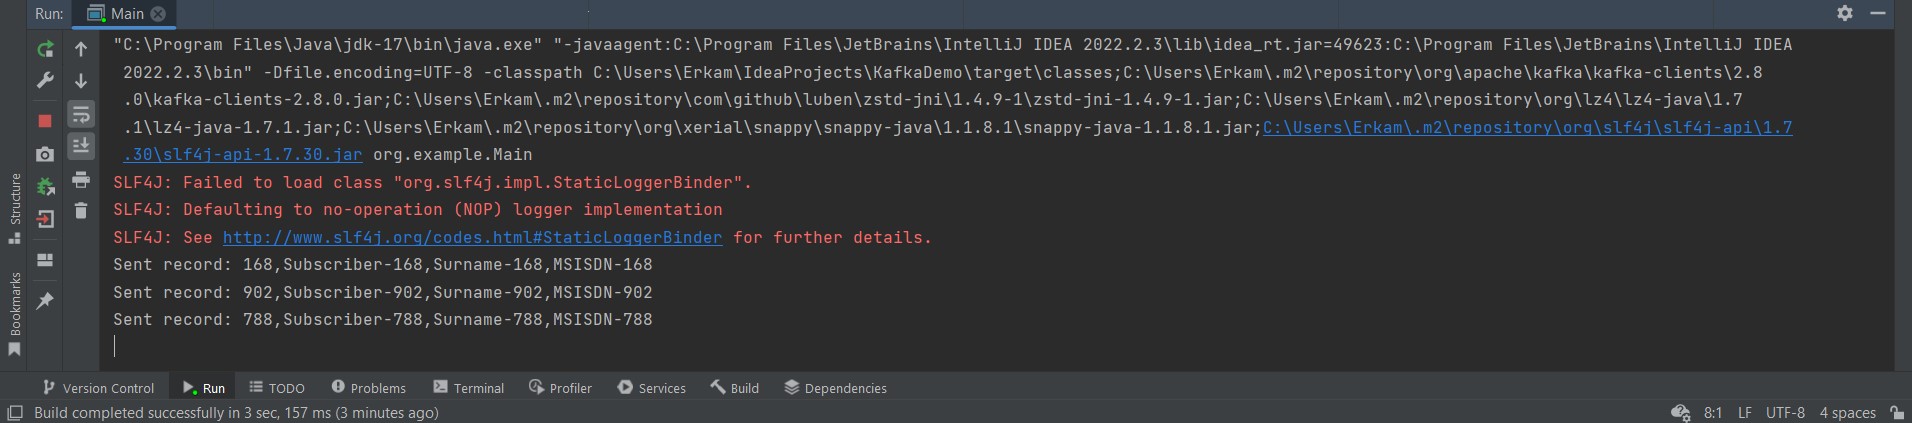 Run: Main
"C:\Program Files\Java\jdk-17\bin\java.exe" "-javaagent:C:\Program Files\JetBrains\IntelliJ IDEA 2022.2.3\lib\idea_rt.jar=49623:C:\Program Files\JetBrains\IntelliJ IDEA
2022.2.3\bin" -Dfile.encoding=UTF-8 -classpath C:\Users\Erkam\IdeaProjects\KafkaDemo\target\classes;C:\Users\Erkam\.m2\repository\org\apache\kafka\kafka-clients\2.8
.0\kafka-clients-2.8.0.jar;C:\Users\Erkam\.m2\repository\com\github\luben\zstd-jni\1.4.9-1\zstd-jni-1.4.9-1.jar;C:\Users\Erkam\.m2\repository\org\lz4\lz4-java\1.7
.1\lz4-java-1.7.1.jar;C:\Users\Erkam\.m2\repository\org\xerial\snappy\snappy-java\1.1.8.1\snappy-java-1.1.8.1.jar;C:\Users\Erkam\.m2\repository\org\slf4j\slf4j-api\1.7
.30\slf4j-api-1.7.30.jar org.example.Main
SLF4J: Failed to load class "org.slf4j.impl.StaticLoggerBinder".
SLF4J: Defaulting to no-operation (NOP) logger implementation
SLF4J: See http://www.slf4j.org/codes.html#StaticLoggerBinder for further details.
Sent record: 168,Subscriber-168,Surname-168,MSISDN-168
Sent record: 902,Subscriber-902,Surname-902,MSISDN-902
Sent record: 788,Subscriber-788,Surname-788,MSISDN-788
Structure
Bookmarks
Version Control Run TODO Problems Terminal Profiler Services Build Dependencies
Build completed successfully in 3 sec, 157 ms (3 minutes ago) 8:1 LF UTF-8 4 spaces